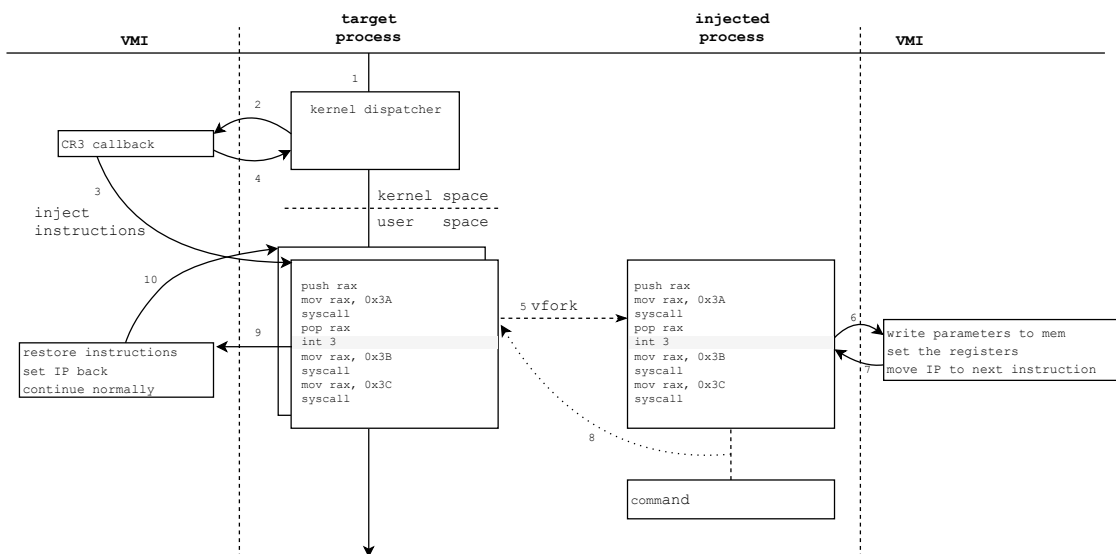 VMI
target
process
injected
process
VMI
1
kernel dispatcher
2
CR3 callback
4
3
inject
instructions
kernel space
user space
10
push rax
mov rax, 0x3A
syscall
pop rax
int 3
mov rax, 0x3B
syscall
mov rax, 0x3C
syscall
5 vfork
push rax
mov rax, 0x3A
syscall
pop rax
int 3
mov rax, 0x3B
syscall
mov rax, 0x3C
syscall
6
write parameters to mem
set the registers
move IP to next instruction
7
9
restore instructions
set IP back
continue normally
8
command